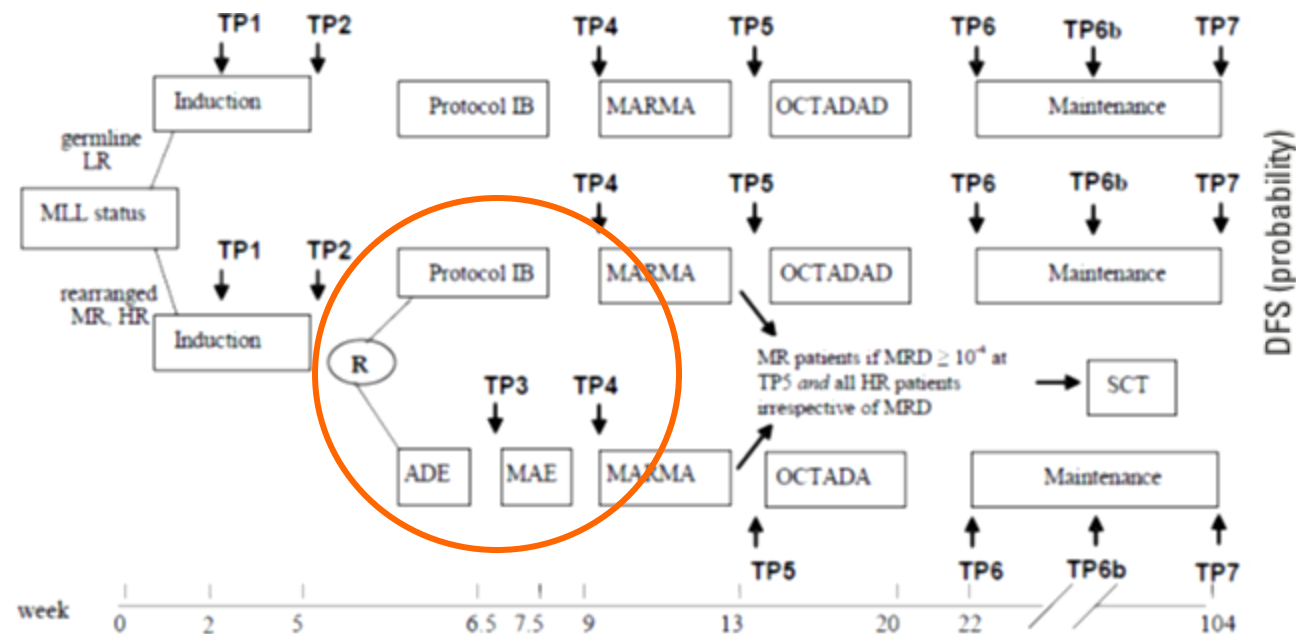 TP1 TP2 TP4 TP5 TP6 TP6b TP7
Induction Protocol IB MARMA OCTADAD Maintenance
germline
LR
MLL status
TP4 TP5 TP6 TP6b TP7
TP1 TP2
Protocol IB MARMA OCTADAD Maintenance
rearranged
MR, HR
Induction
R
MR patients if MRD ≥ 10⁻⁴ at
TP5 and all HR patients
irrespective of MRD
SCT
TP3 TP4
ADE MAE MARMA OCTADA Maintenance
TP5 TP6 TP6b TP7
week 0 2 5 6.5 7.5 9 13 20 22 104
DFS (probability)